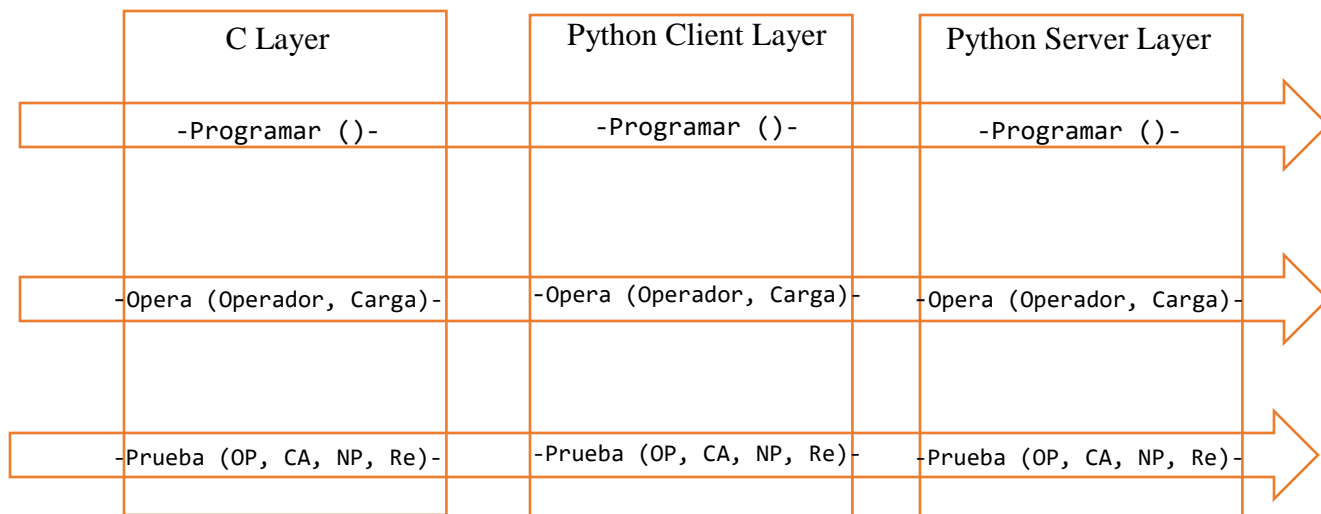 C Layer
Python Client Layer
Python Server Layer
-Programar ()-
-Programar ()-
-Programar ()-
-Opera (Operador, Carga)-
-Opera (Operador, Carga)-
-Opera (Operador, Carga)-
-Prueba (OP, CA, NP, Re)-
-Prueba (OP, CA, NP, Re)-
-Prueba (OP, CA, NP, Re)-